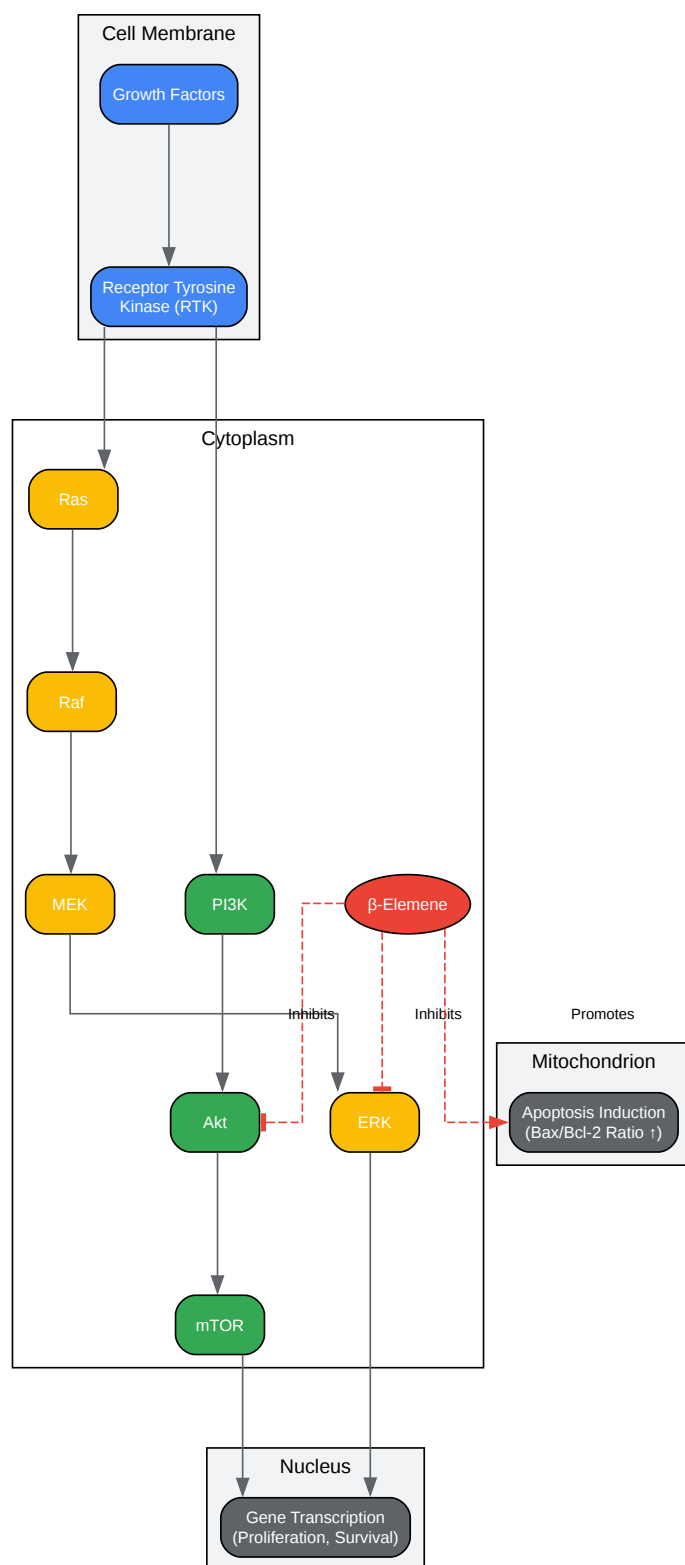 Cell Membrane
Growth Factors
Receptor Tyrosine
Kinase (RTK)
Cytoplasm
Ras
Raf
MEK
PI3K
β-Elemene
Inhibits
Inhibits
Promotes
Mitochondrion
Apoptosis Induction
(Bax/Bcl-2 Ratio ↑)
Akt
ERK
mTOR
Nucleus
Gene Transcription
(Proliferation, Survival)